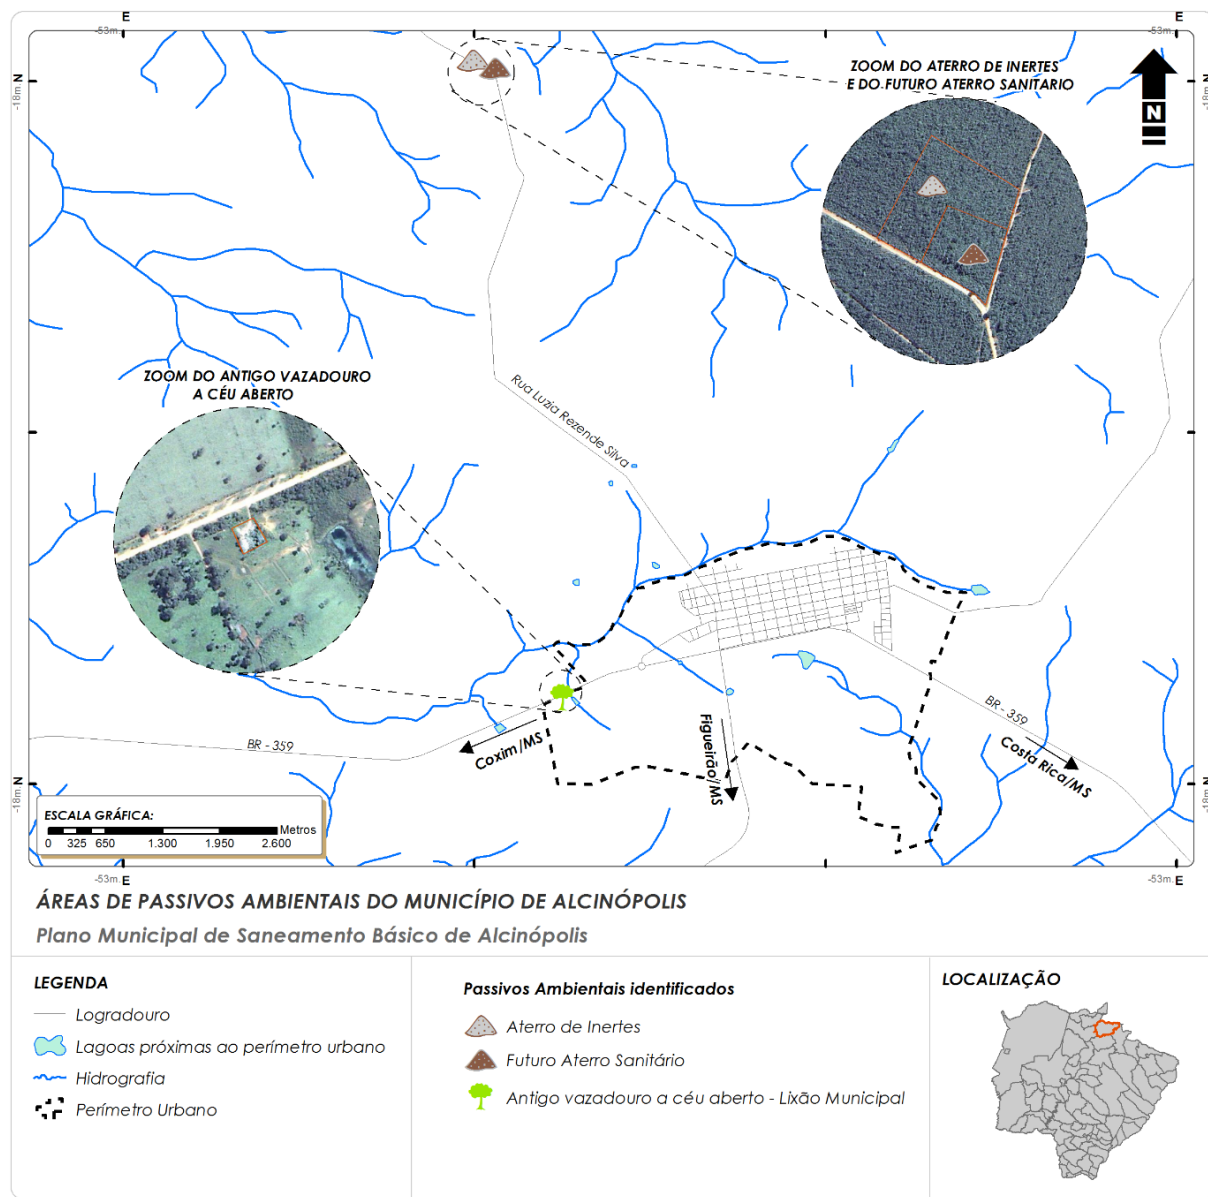 E
E
-53m.
-53m.
ZOOM DO ATERRO DE INERTES
E DO FUTURO ATERRO SANITARIO
N
-18m.
N
-18m.
N
ZOOM DO ANTIGO VAZADOURO
A CÉU ABERTO
Rua Luzia Rezende Silva
BR - 359
Coxim/MS
Figueirão/MS
BR - 359
Costa Rica/MS
N
-18m.
N
-18m.
ESCALA GRÁFICA:
Metros
0 325 650 1.300 1.950 2.600
-53m. E
-53m. E
ÁREAS DE PASSIVOS AMBIENTAIS DO MUNICÍPIO DE ALCINÓPOLIS
Plano Municipal de Saneamento Básico de Alcinópolis
LEGENDA
Logradouro
Lagoas próximas ao perímetro urbano
Hidrografia
Perímetro Urbano
Passivos Ambientais identificados
Aterro de Inertes
Futuro Aterro Sanitário
Antigo vazadouro a céu aberto - Lixão Municipal
LOCALIZAÇÃO